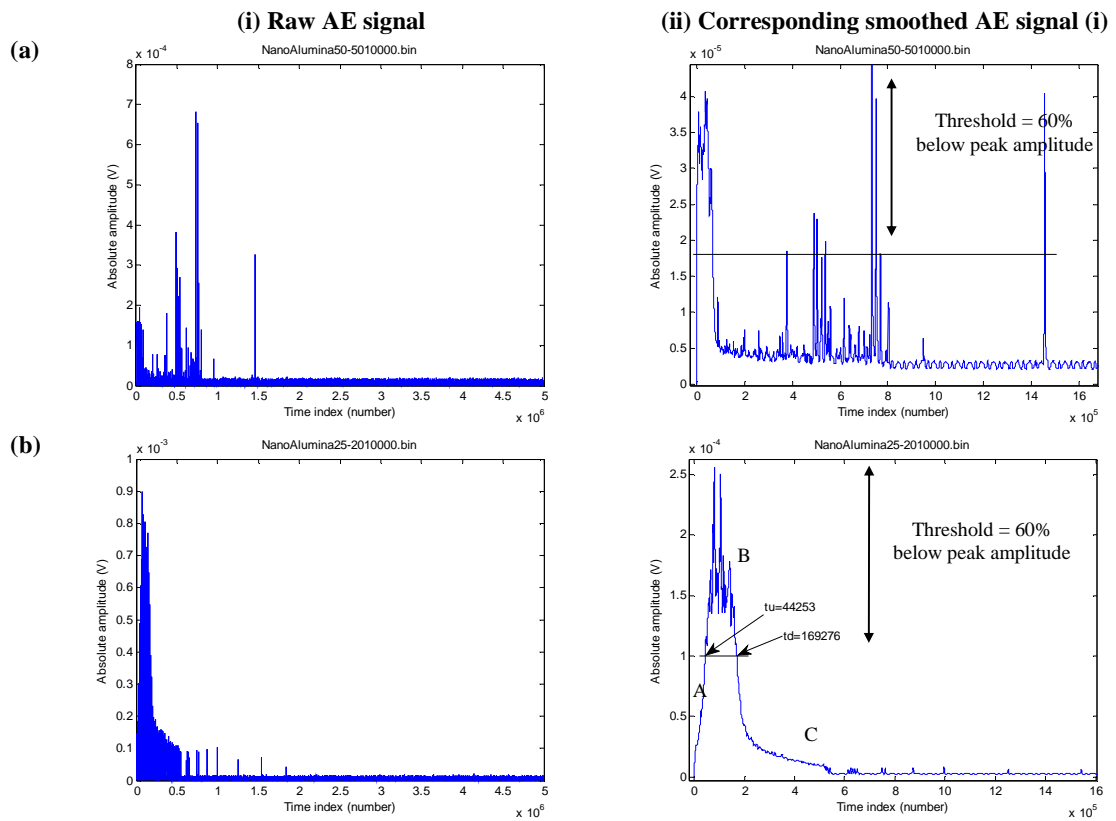 (i) Raw AE signal
(ii) Corresponding smoothed AE signal (i)
(a)
x 10-4
NanoAlumina50-5010000.bin
8
7
6
5
4
3
2
1
0
Absolute amplitude (V)
0 0.5 1 1.5 2 2.5 3 3.5 4 4.5 5
Time index (number)
x 10 6
x 10-5
NanoAlumina50-5010000.bin
Threshold = 60%
below peak amplitude
4
3.5
3
2.5
2
1.5
1
0.5
0
Absolute amplitude (V)
0 2 4 6 8 10 12 14 16
Time index (number)
x 10 5
(b)
x 10-3
NanoAlumina25-2010000.bin
1
0.9
0.8
0.7
0.6
0.5
0.4
0.3
0.2
0.1
0
Absolute amplitude (V)
0 0.5 1 1.5 2 2.5 3 3.5 4 4.5 5
Time index (number)
x 10 6
x 10-4
NanoAlumina25-2010000.bin
Threshold = 60%
below peak amplitude
B
tu=44253
td=169276
A
C
2.5
2
1.5
1
0.5
0
Absolute amplitude (V)
0 2 4 6 8 10 12 14 16
Time index (number)
x 10 5